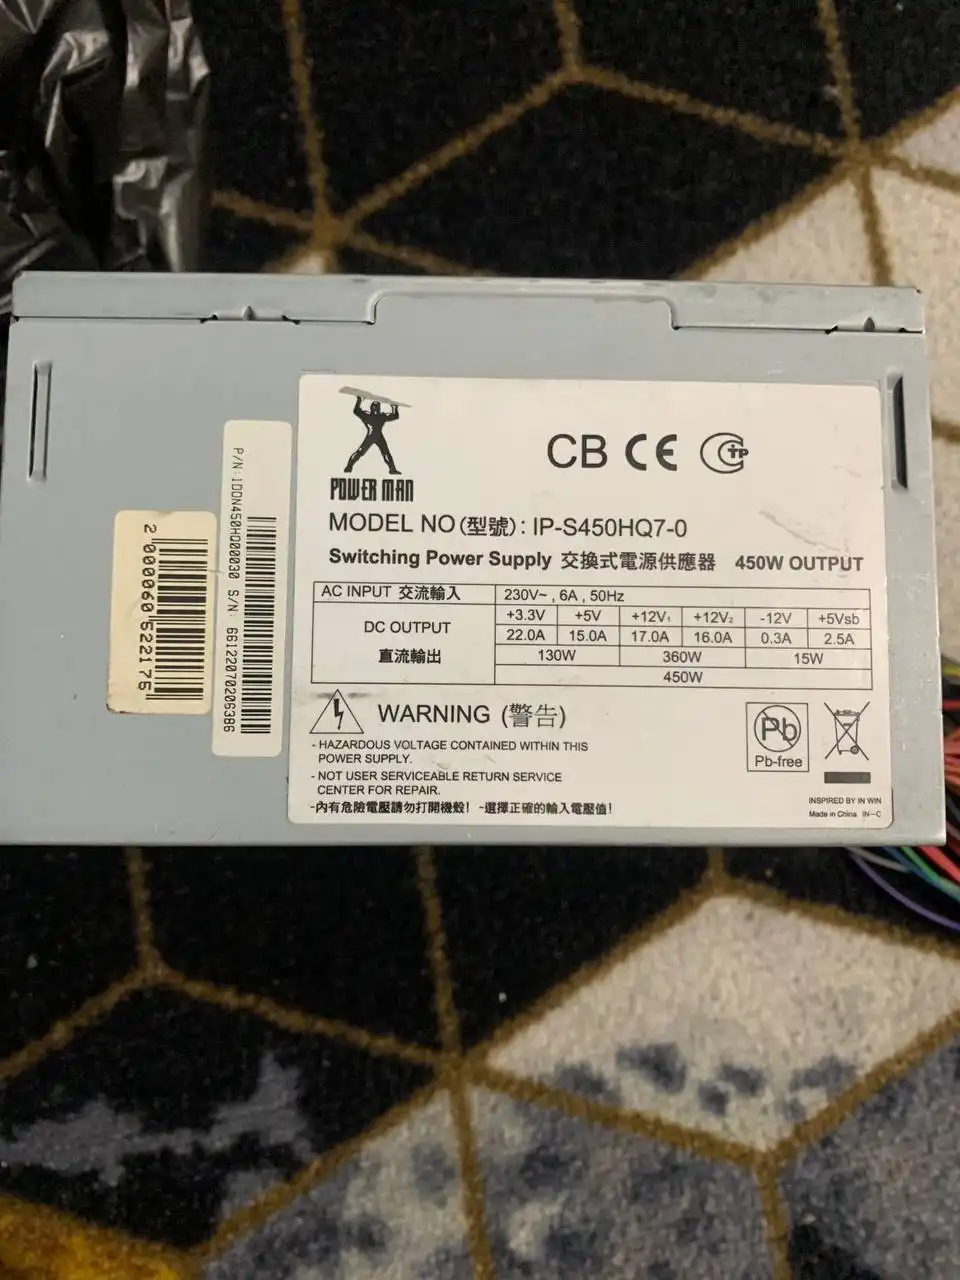 POWER MAN
CB CE
MODEL NO (型號): IP-S450HQ7-0
Switching Power Supply 交換式電源供應器 450W OUTPUT
AC INPUT 交流輸入 230V~ , 6A , 50Hz
DC OUTPUT 直流輸出
+3.3V +5V +12V₁ +12V₂ -12V +5Vsb
22.0A 15.0A 17.0A 16.0A 0.3A 2.5A
130W 360W 15W
450W
WARNING (警告)
- HAZARDOUS VOLTAGE CONTAINED WITHIN THIS
POWER SUPPLY.
- NOT USER SERVICEABLE RETURN SERVICE
CENTER FOR REPAIR.
-內有危險電壓請勿打開機殼! -選擇正確的輸入電壓值!
Pb
Pb-free
INSPIRED BY IN WIN
Made in China IN-C
P/N:1DDN450HQ00030 S/N: 66122070206386
2000060522175